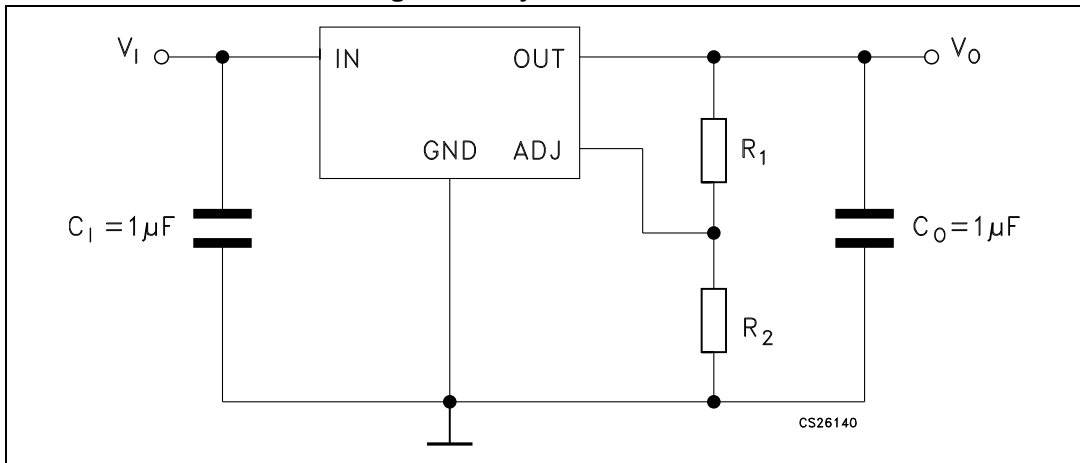 V_I
IN
OUT
V_O
GND
ADJ
R_1
C_I =1µF
C_O=1µF
R_2
CS26140